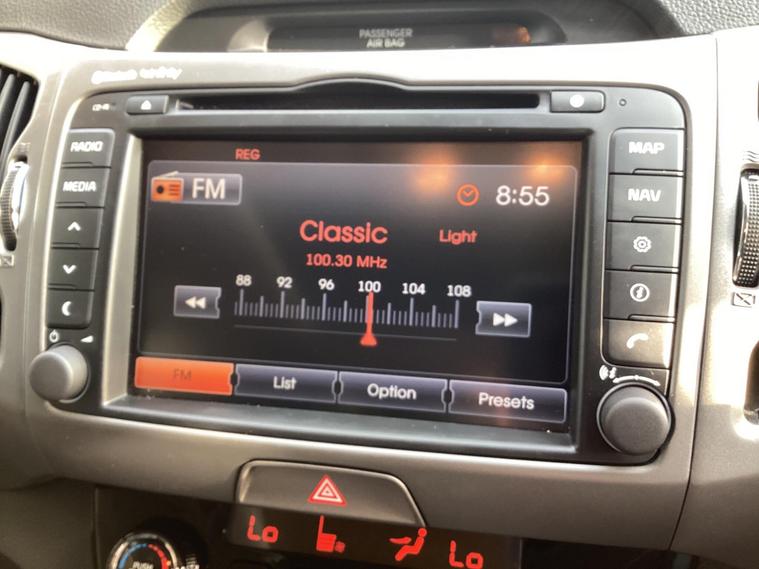 PASSENGER
AIR BAG
RADIO
MEDIA
MAP
NAV
REG
FM
8:55
Classic
Light
100.30 MHz
88 92 96 100 104 108
FM
List
Option
Presets
Lo
Lo
PUSH